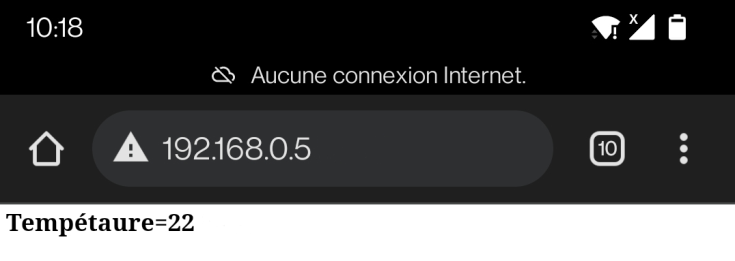 10:18
X
Aucune connexion Internet.
192.168.0.5
10
Tempétaure=22